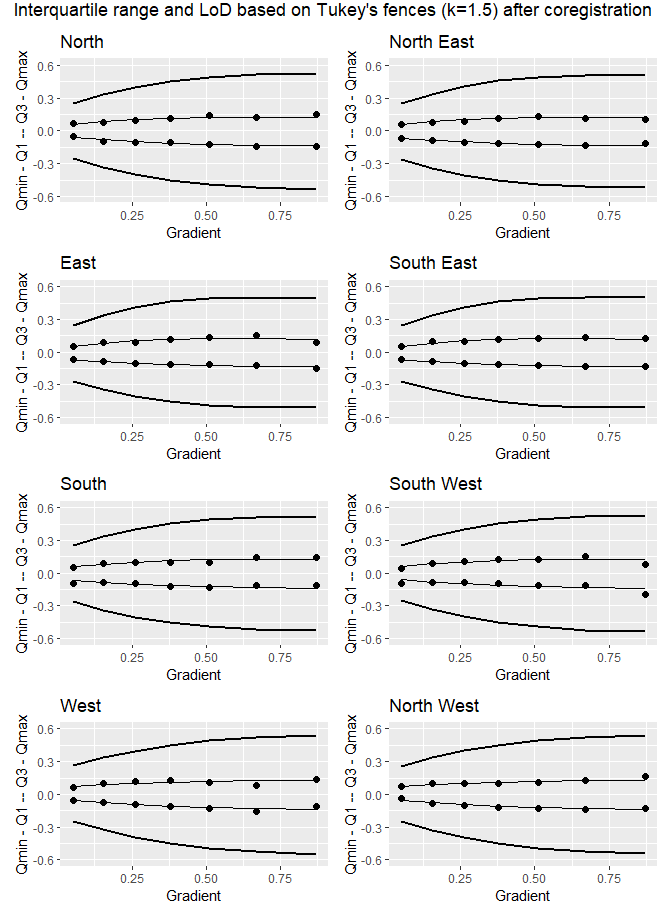 Interquartile range and LoD based on Tukey's fences (k=1.5) after coregistration
North
Qmin - Q1 -- Q3 - Qmax
0.6
0.3
0.0
-0.3
-0.6
0.25 0.50 0.75
Gradient
North East
Qmin - Q1 -- Q3 - Qmax
0.6
0.3
0.0
-0.3
-0.6
0.25 0.50 0.75
Gradient
East
Qmin - Q1 -- Q3 - Qmax
0.6
0.3
0.0
-0.3
-0.6
0.25 0.50 0.75
Gradient
South East
Qmin - Q1 -- Q3 - Qmax
0.6
0.3
0.0
-0.3
-0.6
0.25 0.50 0.75
Gradient
South
Qmin - Q1 -- Q3 - Qmax
0.6
0.3
0.0
-0.3
-0.6
0.25 0.50 0.75
Gradient
South West
Qmin - Q1 -- Q3 - Qmax
0.6
0.3
0.0
-0.3
-0.6
0.25 0.50 0.75
Gradient
West
Qmin - Q1 -- Q3 - Qmax
0.6
0.3
0.0
-0.3
-0.6
0.25 0.50 0.75
Gradient
North West
Qmin - Q1 -- Q3 - Qmax
0.6
0.3
0.0
-0.3
-0.6
0.25 0.50 0.75
Gradient